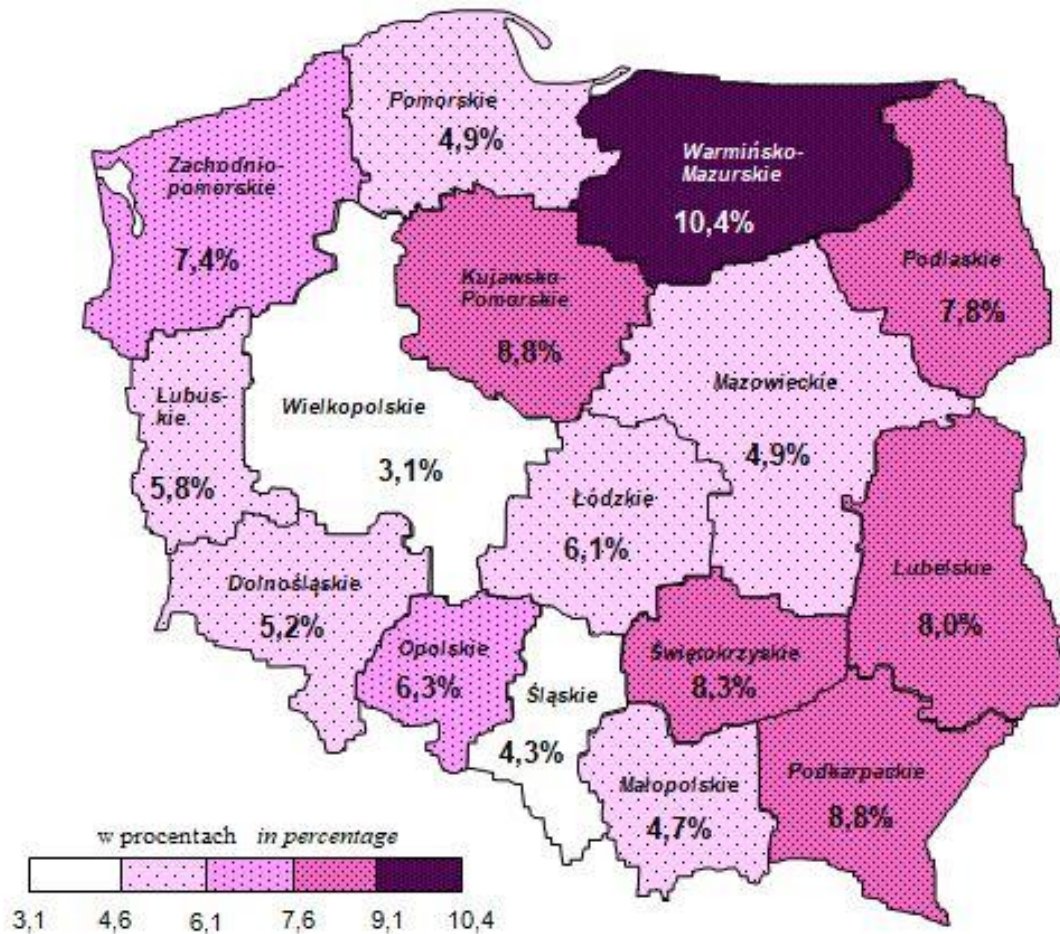 Pomorskie
4,9%
Warmińsko-
Mazurskie
10,4%
Zachodnio-
pomorskie
7,4%
Podlaskie
7,8%
Kujawsko-
Pomorskie
8,8%
Mazowieckie
4,9%
Lubus-
kie
5,8%
Wielkopolskie
3,1%
Łódzkie
6,1%
Lubelskie
8,0%
Dolnośląskie
5,2%
Opolskie
6,3%
Śląskie
4,3%
Świętokrzyskie
8,3%
Małopolskie
4,7%
Podkarpackie
8,8%
w procentach in percentage
3,1 4,6 6,1 7,6 9,1 10,4